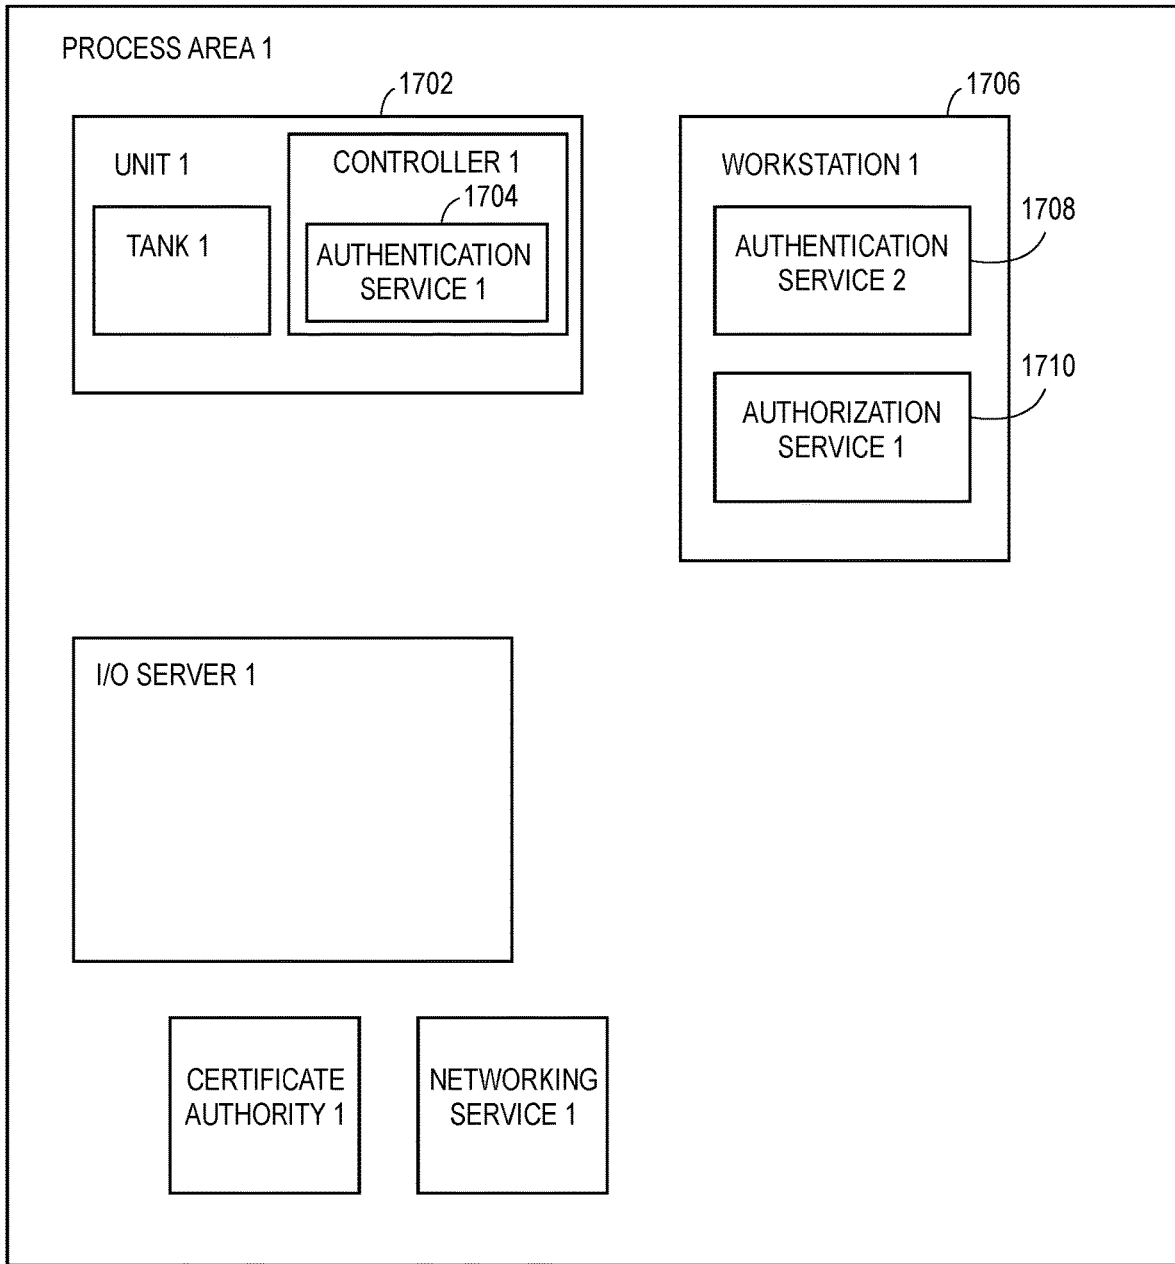 PROCESS AREA 1
1702
1706
UNIT 1
CONTROLLER 1
1704
TANK 1
AUTHENTICATION
SERVICE 1
WORKSTATION 1
1708
AUTHENTICATION
SERVICE 2
1710
AUTHORIZATION
SERVICE 1
I/O SERVER 1
CERTIFICATE
AUTHORITY 1
NETWORKING
SERVICE 1